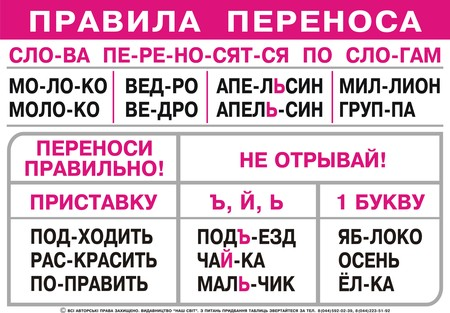 ПРАВИЛА ПЕРЕНОСА
СЛО-ВА ПЕ-РЕ-НО-СЯТ-СЯ ПО СЛО-ГАМ
МО-ЛО-КО ВЕД-РО АПЕ-ЛЬСИН МИЛ-ЛИОН
МОЛО-КО ВЕ-ДРО АПЕЛЬ-СИН ГРУП-ПА
ПЕРЕНОСИ
ПРАВИЛЬНО!
НЕ ОТРЫВАЙ!
ПРИСТАВКУ Ъ, Й, Ь 1 БУКВУ
ПОД-ХОДИТЬ ПОДЪ-ЕЗД ЯБ-ЛОКО
РАС-КРАСИТЬ ЧАЙ-КА ОСЕНЬ
ПО-ПРАВИТЬ МАЛЬ-ЧИК ЁЛ-КА
© ВСІ АВТОРСЬКІ ПРАВА ЗАХИЩЕНО. ВИДАВНИЦТВО "НАШ СВІТ". З ПИТАНЬ ПРИДБАННЯ ТАБЛИЦЬ ЗВЕРТАЙТЕСЯ ЗА ТЕЛ. 8(044)592-02-30, 8(044)223-51-92